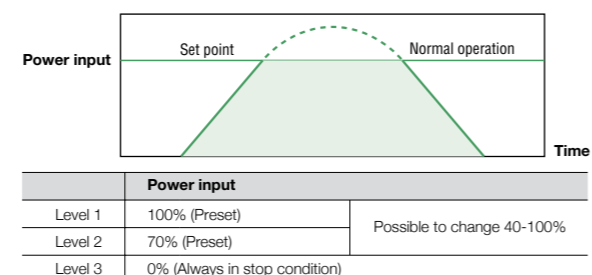 Set point
Normal operation
Power input
Time
Power input
Level 1 100% (Preset) Possible to change 40-100%
Level 2 70% (Preset)
Level 3 0% (Always in stop condition)